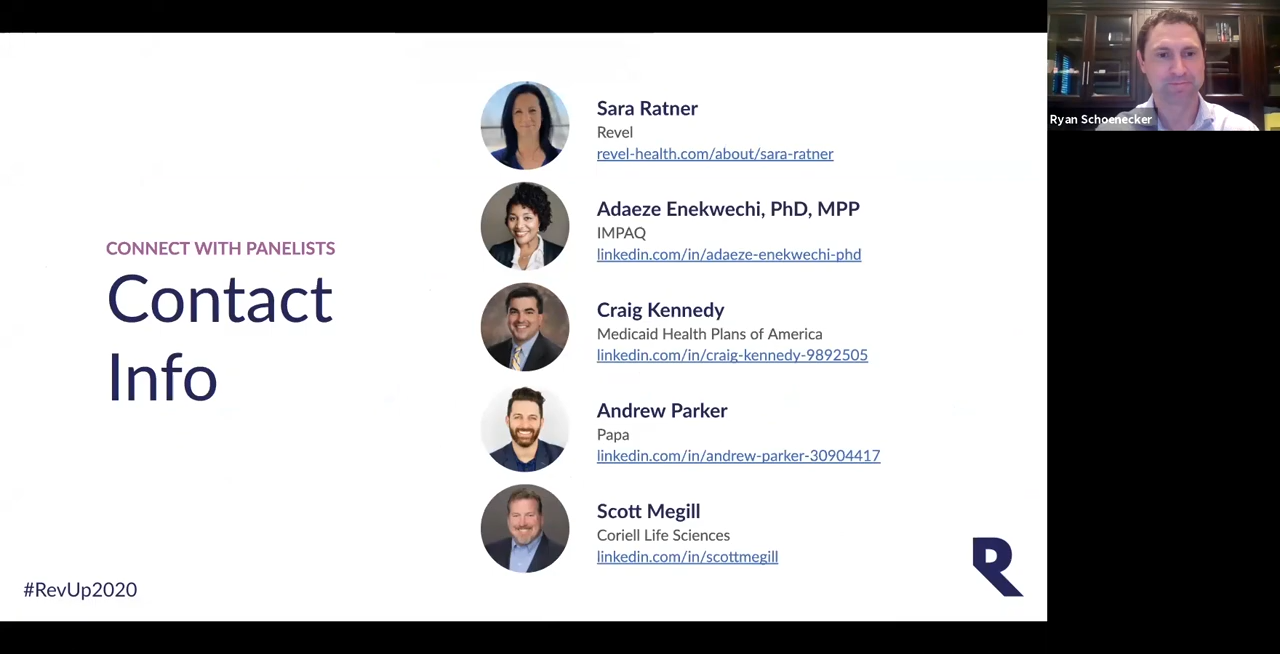 CONNECT WITH PANELISTS
Contact
Info
Sara Ratner
Revel
revel-health.com/about/sara-ratner
Adaeze Enekwechi, PhD, MPP
IMPAQ
linkedin.com/in/adaeze-enekwechi-phd
Craig Kennedy
Medicaid Health Plans of America
linkedin.com/in/craig-kennedy-9892505
Andrew Parker
Papa
linkedin.com/in/andrew-parker-30904417
Scott Megill
Coriell Life Sciences
linkedin.com/in/scottmegill
#RevUp2020
R
Ryan Schoenecker